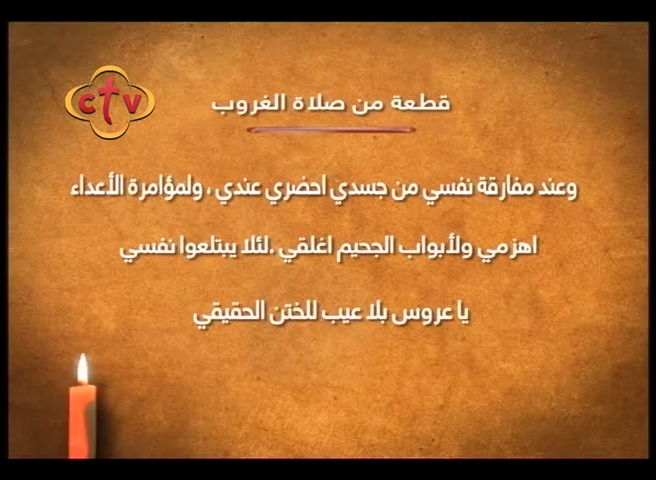 ctv
قطعة من صلاة الغروب
وعند مفارقة نفسي من جسدي احضري عندي ، ولمؤامرة الأعداء
اهزمي ولأبواب الجحيم اغلقي ،لئلا يبتلعوا نفسي
يا عروس بلا عيب للختن الحقيقي